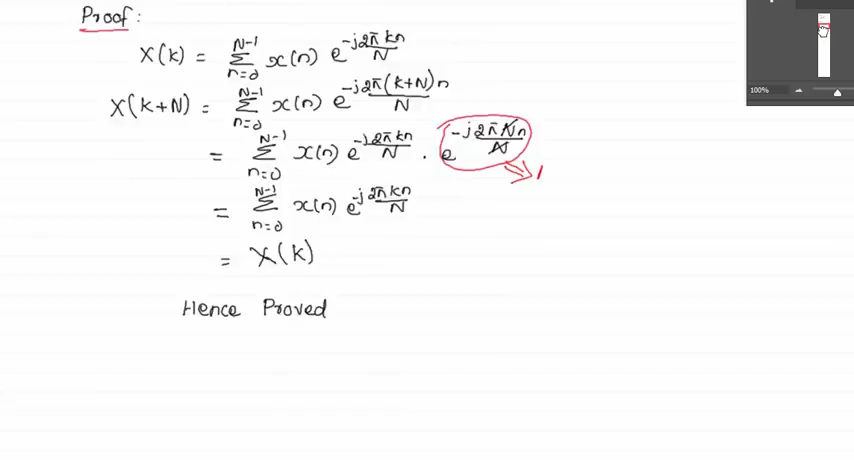 Proof:
X(k) = Σ_{n=0}^{N-1} x(n) e^{-j2πkn/N}
X(k+N) = Σ_{n=0}^{N-1} x(n) e^{-j2π(k+N)n/N}
= Σ_{n=0}^{N-1} x(n) e^{-j2πkn/N} · e^{-j2πNn/N} ⇒ 1
= Σ_{n=0}^{N-1} x(n) e^{-j2πkn/N}
= X(k)
Hence Proved
100%